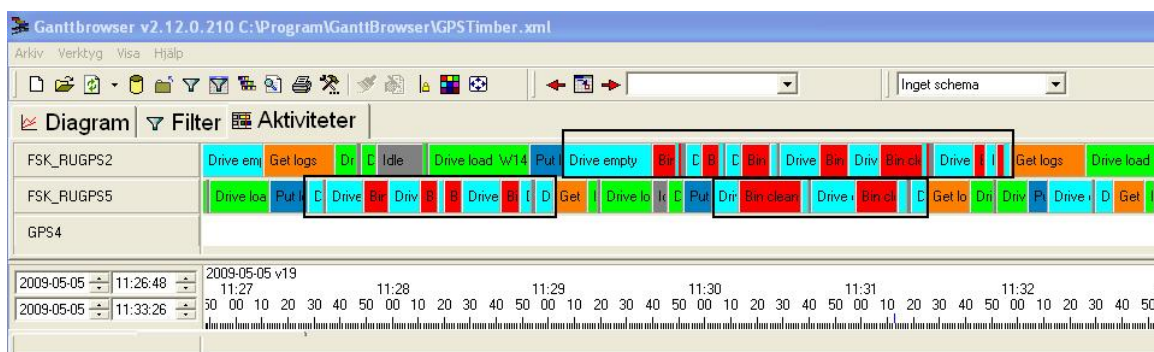 Ganttbrowser v2.12.0.210 C:\Program\GanttBrowser\GPSTimber.xml
Arkiv Verktyg Visa Hjälp
Inget schema
Diagram Filter Aktiviteter
FSK_RUGPS2 Drive em Get logs Dr D Idle Drive load W14 Put l Drive empty Bin C B C Bin Drive Bin Driv Bin cle Drive Get logs Drive load
FSK_RUGPS5 Drive loa Put l C Drive Bin Driv B B Drive Bi D Get Drive lo Ic D Put Dri Bin clean Drive Bin cl C Get lo Dri Driv P Drive D Get
GPS4
2009-05-05 11:26:48 2009-05-05 v19
11:27 11:28 11:29 11:30 11:31 11:32
2009-05-05 11:33:26 50 00 10 20 30 40 50 00 10 20 30 40 50 00 10 20 30 40 50 00 10 20 30 40 50 00 10 20 30 40 50 00 10 20 30 40 50